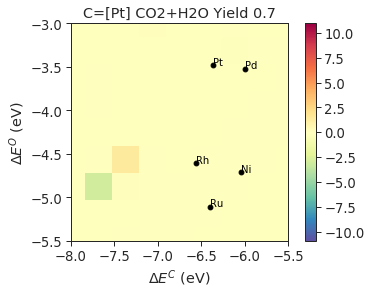 C=[Pt] CO2+H2O Yield 0.7
ΔE^O (eV)
-3.0
-3.5
-4.0
-4.5
-5.0
-5.5
Pt
Pd
Rh
Ni
Ru
-8.0 -7.5 -7.0 -6.5 -6.0 -5.5
ΔE^C (eV)
10.0
7.5
5.0
2.5
0.0
-2.5
-5.0
-7.5
-10.0